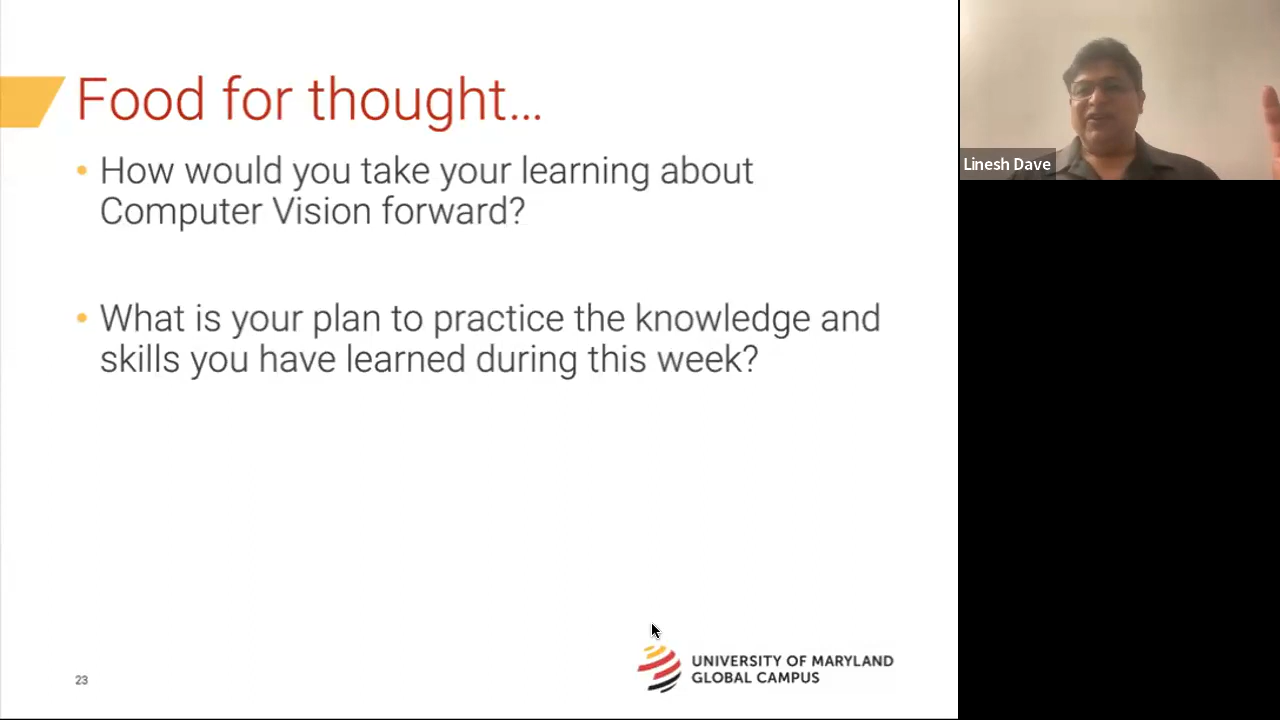 Food for thought...
• How would you take your learning about
Computer Vision forward?
• What is your plan to practice the knowledge and
skills you have learned during this week?
23
UNIVERSITY OF MARYLAND
GLOBAL CAMPUS
Linesh Dave